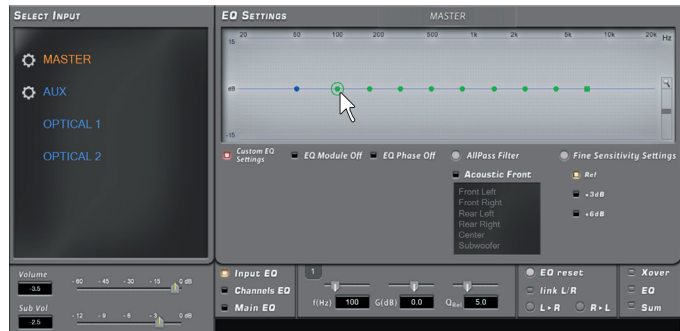 SELECT INPUT
MASTER
AUX
OPTICAL 1
OPTICAL 2
EQ SETTINGS
MASTER
20 50 100 200 500 1k 2k 5k 10k 20k Hz
15
dB
-15
Custom EQ Settings
EQ Module Off
EQ Phase Off
AllPass Filter
Fine Sensitivity Settings
Acoustic Front
Front Left
Front Right
Rear Left
Rear Right
Center
Subwoofer
Ref
+3dB
+6dB
Volume
-3.5
- 60 - 45 - 30 - 15 0 dB
Sub Vol
-2.5
- 12 - 9 - 6 - 3 0 dB
Input EQ
Channels EQ
Main EQ
1
f(Hz) 100 G(dB) 0.0 QRel 5.0
EQ reset
link L/R
L▸R R▸L
Xover
EQ
Sum